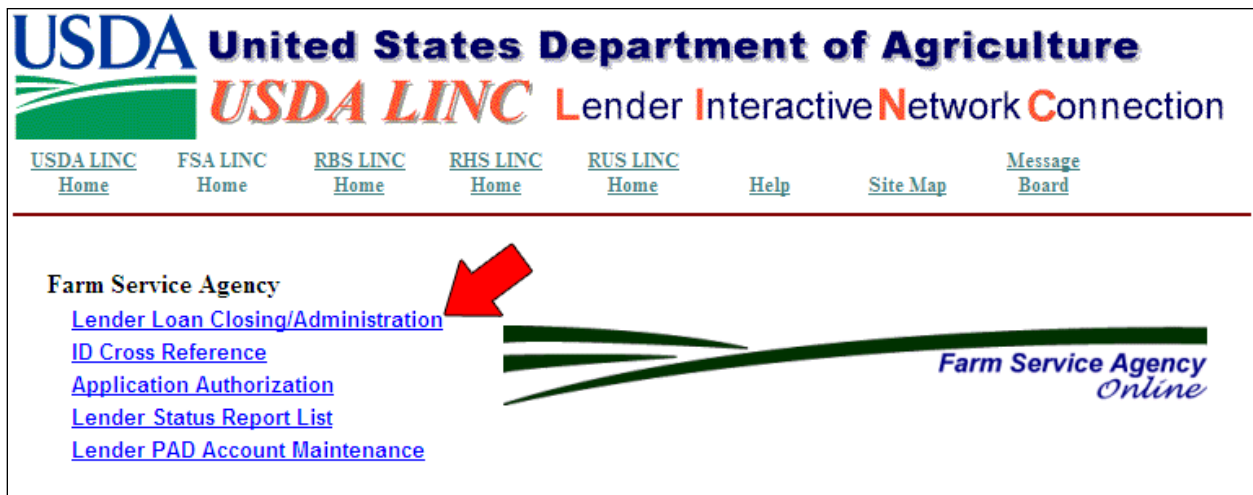 USDA United States Department of Agriculture
USDA LINC Lender Interactive Network Connection
USDA LINC Home
FSA LINC Home
RBS LINC Home
RHS LINC Home
RUS LINC Home
Help
Site Map
Message Board
Farm Service Agency
Lender Loan Closing/Administration
ID Cross Reference
Application Authorization
Lender Status Report List
Lender PAD Account Maintenance
Farm Service Agency
Online